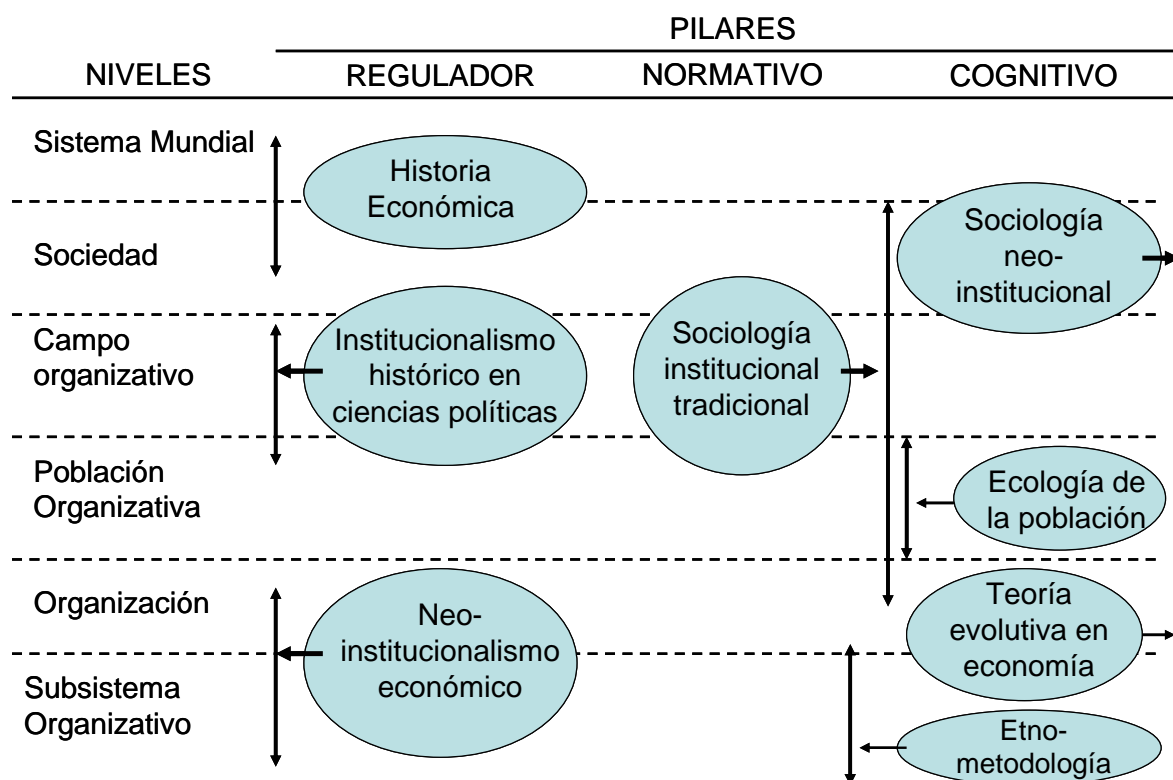 PILARES
NIVELES REGULADOR NORMATIVO COGNITIVO
Sistema Mundial
Historia
Económica
Sociedad
Sociología
neo-
institucional
Campo
organizativo
Institucionalismo
histórico en
ciencias políticas
Sociología
institucional
tradicional
Población
Organizativa
Ecología de
la población
Organización
Neo-
institucionalismo
económico
Teoría
evolutiva en
economía
Subsistema
Organizativo
Etno-
metodología